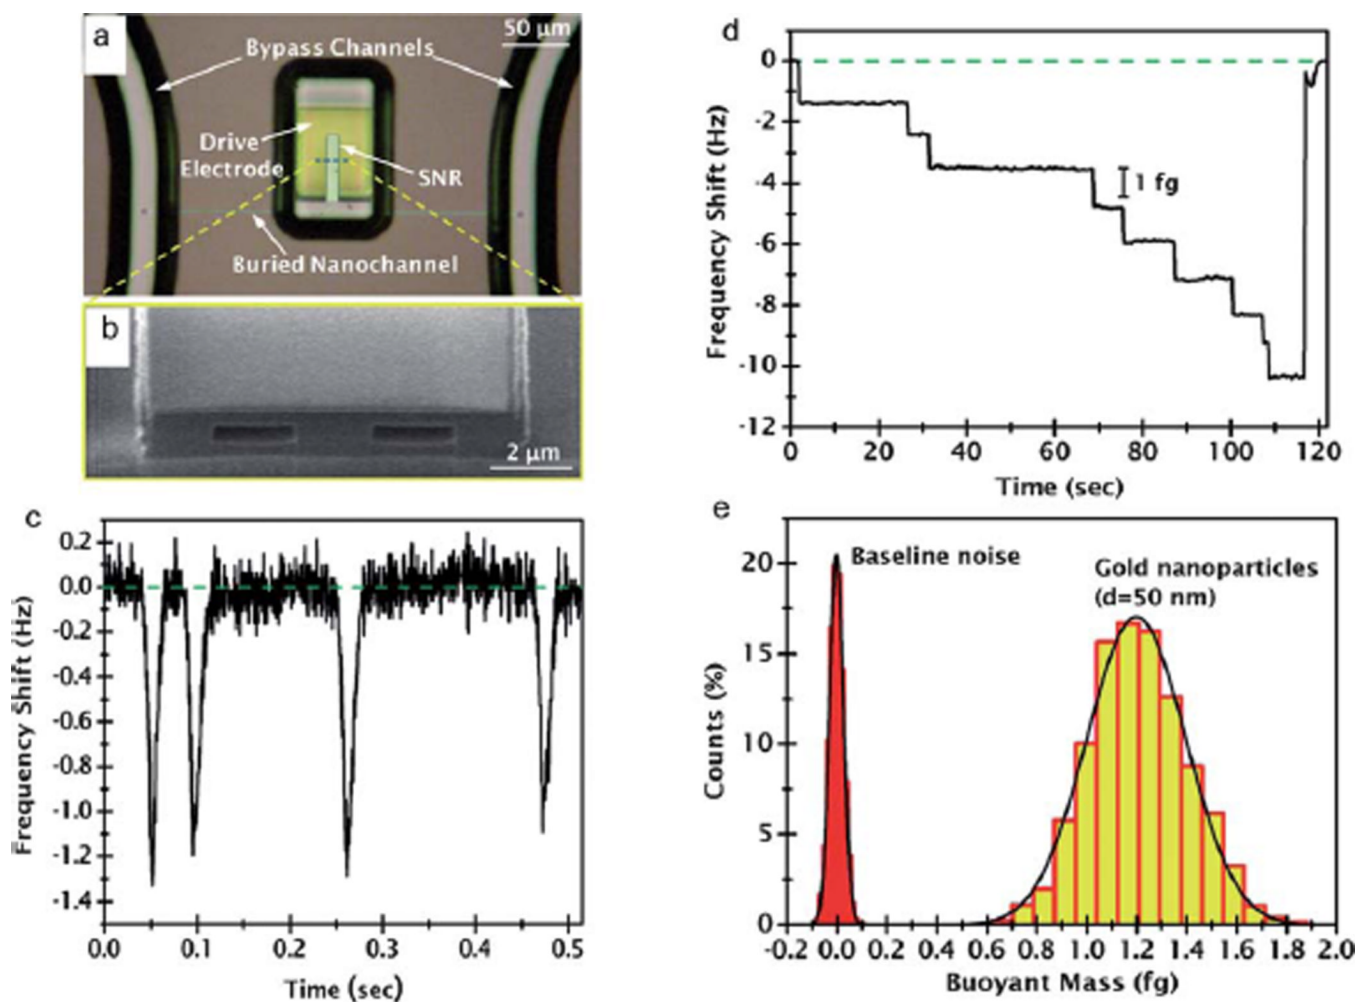 a
50 μm
Bypass Channels
Drive
Electrode
SNR
Buried Nanochannel
b
2 μm
c
0.2
0.0
-0.2
-0.4
-0.6
-0.8
-1.0
-1.2
-1.4
Frequency Shift (Hz)
0.0 0.1 0.2 0.3 0.4 0.5
Time (sec)
d
0
-2
-4
-6
-8
-10
-12
Frequency Shift (Hz)
1 fg
0 20 40 60 80 100 120
Time (sec)
e
20
15
10
5
0
Counts (%)
Baseline noise
Gold nanoparticles
(d=50 nm)
-0.2 0.0 0.2 0.4 0.6 0.8 1.0 1.2 1.4 1.6 1.8 2.0
Buoyant Mass (fg)